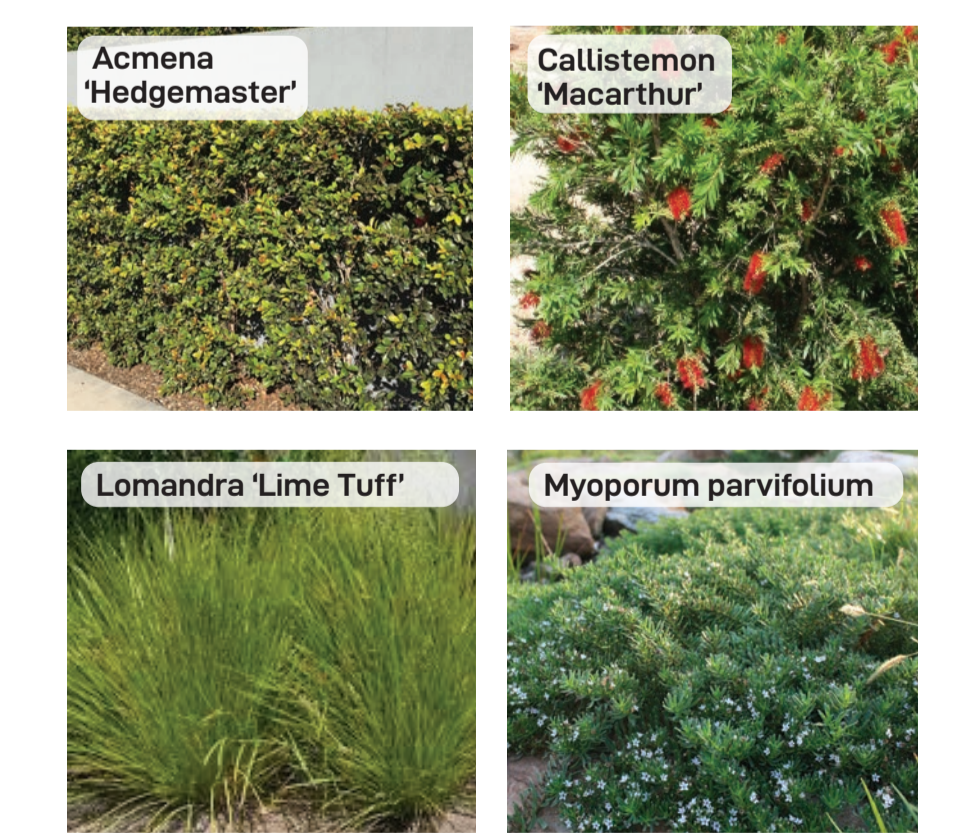 Acmena
‘Hedgemaster’
Callistemon
‘Macarthur’
Lomandra ‘Lime Tuff’
Myoporum parvifolium